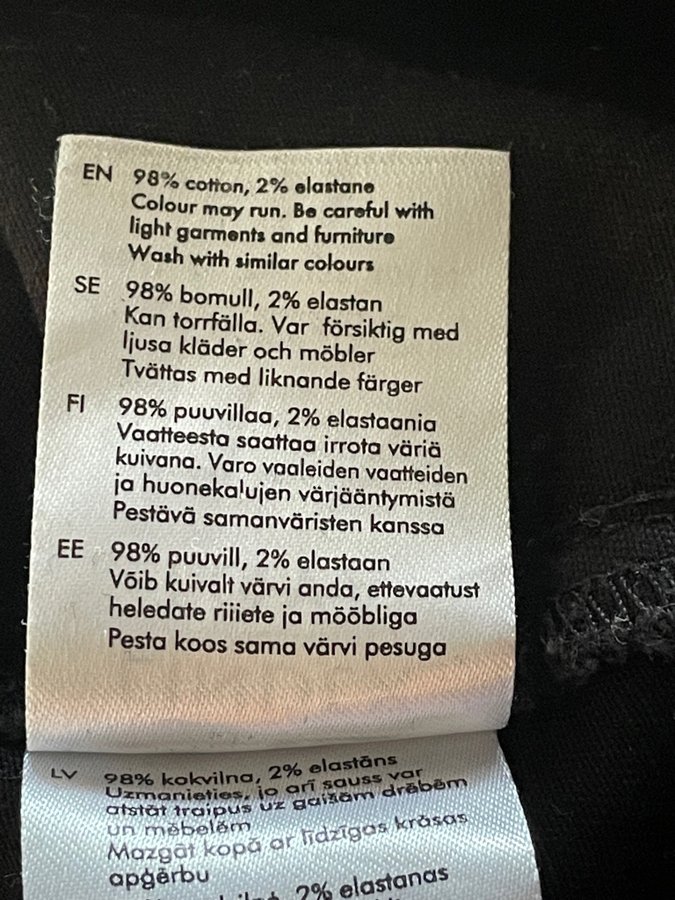 EN 98% cotton, 2% elastane
Colour may run. Be careful with
light garments and furniture
Wash with similar colours
SE 98% bomull, 2% elastan
Kan torrfälla. Var försiktig med
ljusa kläder och möbler
Tvättas med liknande färger
FI 98% puuvillaa, 2% elastaania
Vaatteesta saattaa irrota väriä
kuivana. Varo vaaleiden vaatteiden
ja huonekalujen värjääntymistä
Pestävä samanväristen kanssa
EE 98% puuvill, 2% elastaan
Võib kuivalt värvi anda, ettevaatust
heledate riiiete ja mööbliga
Pesta koos sama värvi pesuga
LV 98% kokvilna, 2% elastāns
Uzmanieties, jo arī sauss var
atstāt traipus uz gaišām drēbēm
un mēbelēm
Mazgāt kopā ar līdzīgas krāsas
apģērbu
2% elastanas